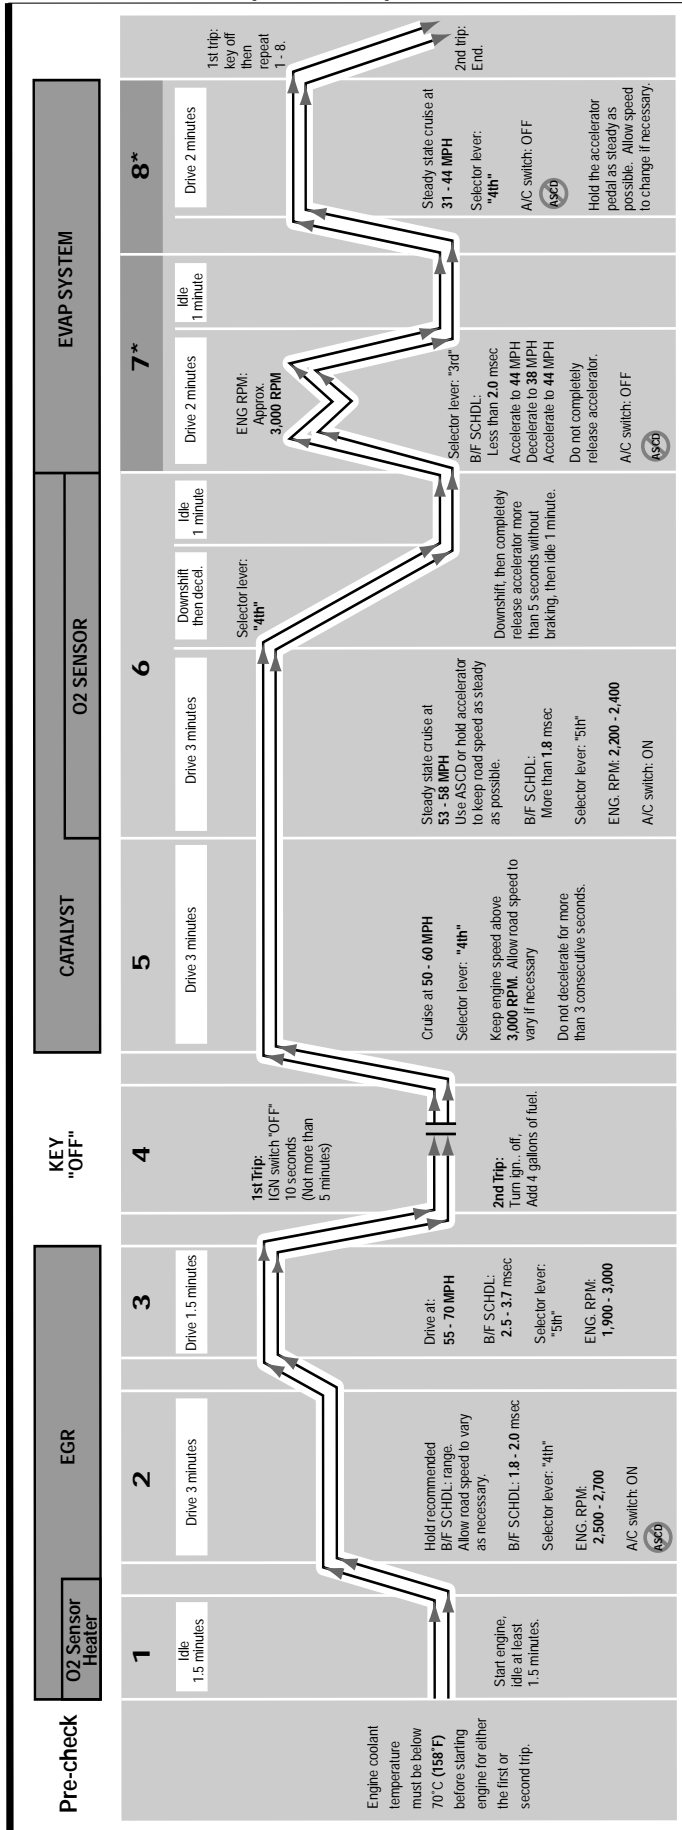 Pre-check
Engine coolant
temperature
must be below
70˚C (158˚F)
before starting
engine for either
the first or
second trip.
EGR
O2 Sensor
Heater
1
Idle
1.5 minutes
Start engine,
idle at least
1.5 minutes.
2
Drive 3 minutes
Hold recommended
B/F SCHDL: range.
Allow road speed to vary
as necessary.
B/F SCHDL: 1.8 - 2.0 msec
Selector lever: "4th"
ENG. RPM:
2,500 - 2,700
A/C switch: ON
ASCD
3
Drive 1.5 minutes
Drive at:
55 - 70 MPH
B/F SCHDL:
2.5 - 3.7 msec
Selector lever:
"5th"
ENG. RPM:
1,900 - 3,000
KEY
"OFF"
4
1st Trip:
IGN switch "OFF"
10 seconds
(Not more than
5 minutes)
2nd Trip:
Turn ign.. off,
Add 4 gallons of fuel.
CATALYST
5
Drive 3 minutes
Cruise at 50 - 60 MPH
Selector lever: "4th"
Keep engine speed above
3,000 RPM. Allow road speed to
vary if necessary
Do not decelerate for more
than 3 consecutive seconds.
O2 SENSOR
6
Drive 3 minutes
Steady state cruise at
53 - 58 MPH
Use ASCD or hold accelerator
to keep road speed as steady
as possible.
B/F SCHDL:
More than 1.8 msec
Selector lever: "5th"
ENG. RPM: 2,200 - 2,400
A/C switch: ON
Downshift
then decel.
Selector lever:
"4th"
Idle
1 minute
Downshift, then completely
release accelerator more
than 5 seconds without
braking, then idle 1 minute.
EVAP SYSTEM
7*
Drive 2 minutes
ENG RPM:
Approx.
3,000 RPM
Selector lever: "3rd"
B/F SCHDL:
Less than 2.0 msec
Accelerate to 44 MPH
Decelerate to 38 MPH
Accelerate to 44 MPH
Do not completely
release accelerator.
A/C switch: OFF
ASCD
Idle
1 minute
8*
Drive 2 minutes
Steady state cruise at
31 - 44 MPH
Selector lever:
"4th"
A/C switch: OFF
ASCD
Hold the accelerator
pedal as steady as
possible. Allow speed
to change if necessary.
1st trip:
key off
then
repeat
1 - 8.
2nd trip:
End.